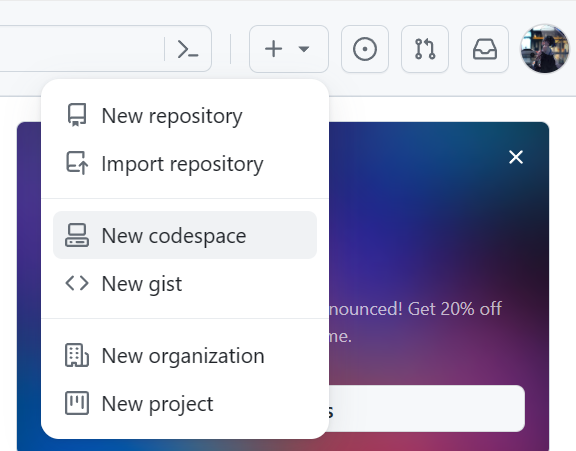 New repository
Import repository
New codespace
New gist
nounced! Get 20% off
me.
New organization
New project
s